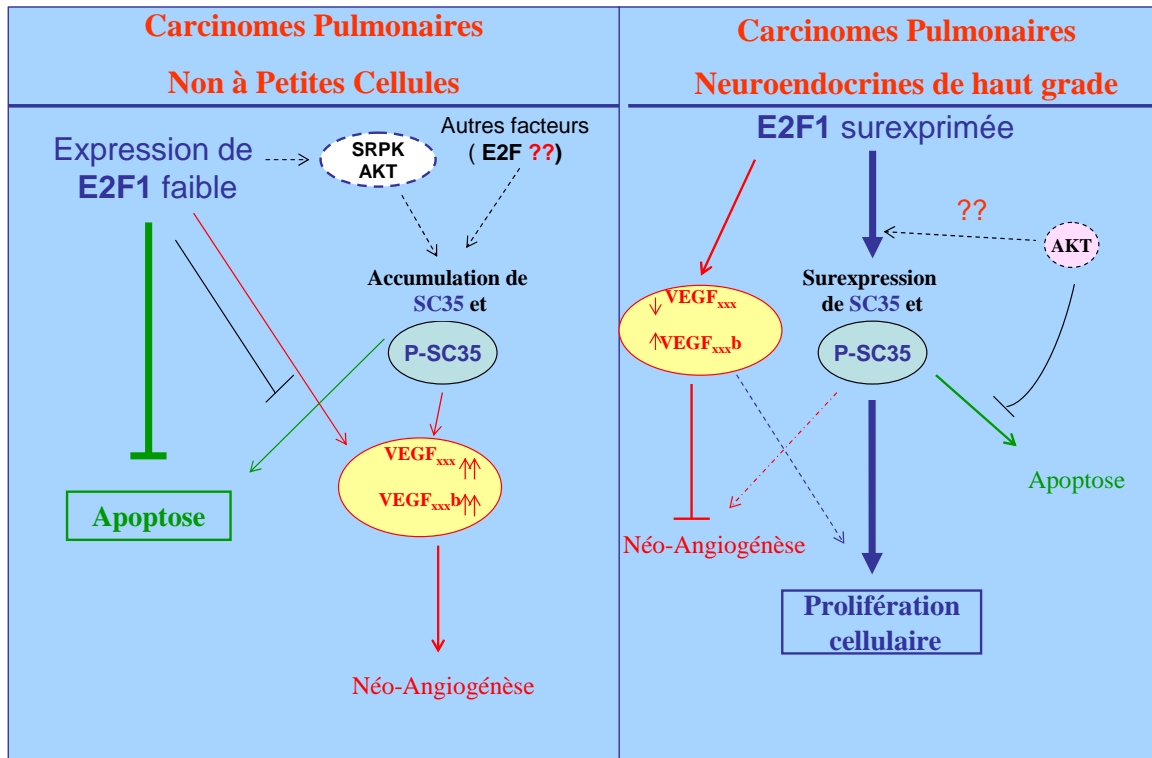 Carcinomes Pulmonaires
Non à Petites Cellules
Expression de
E2F1 faible
SRPK
AKT
Autres facteurs
( E2F ??)
Accumulation de
SC35 et
P-SC35
VEGFxxx ↑↑
VEGFxxxb ↑↑
Apoptose
Néo-Angiogénèse
Carcinomes Pulmonaires
Neuroendocrines de haut grade
E2F1 surexprimée
??
AKT
↓ VEGFxxx
↑VEGFxxxb
Surexpression
de SC35 et
P-SC35
Apoptose
Néo-Angiogénèse
Prolifération
cellulaire